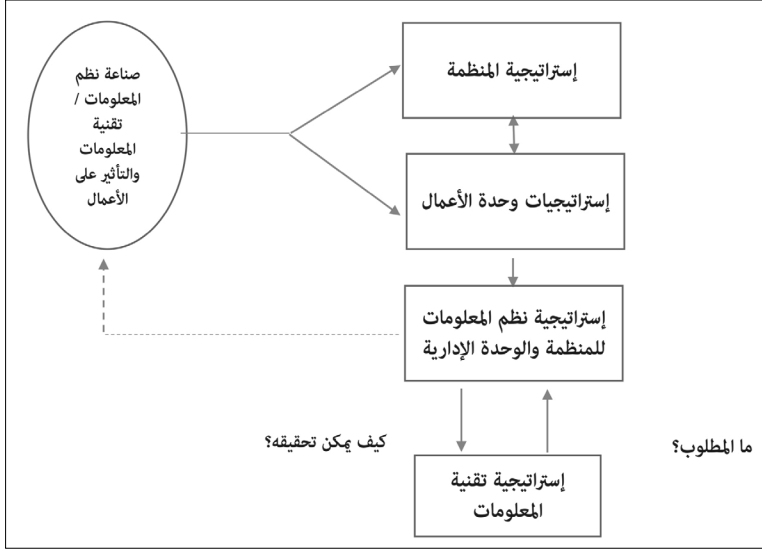 إستراتيجية المنظمة
صناعة نظم
المعلومات /
تقنية
المعلومات
والتأثير على
الأعمال
إستراتيجيات وحدة الأعمال
إستراتيجية نظم المعلومات
للمنظمة والوحدة الإدارية
ما المطلوب؟
كيف يمكن تحقيقه؟
إستراتيجية تقنية
المعلومات